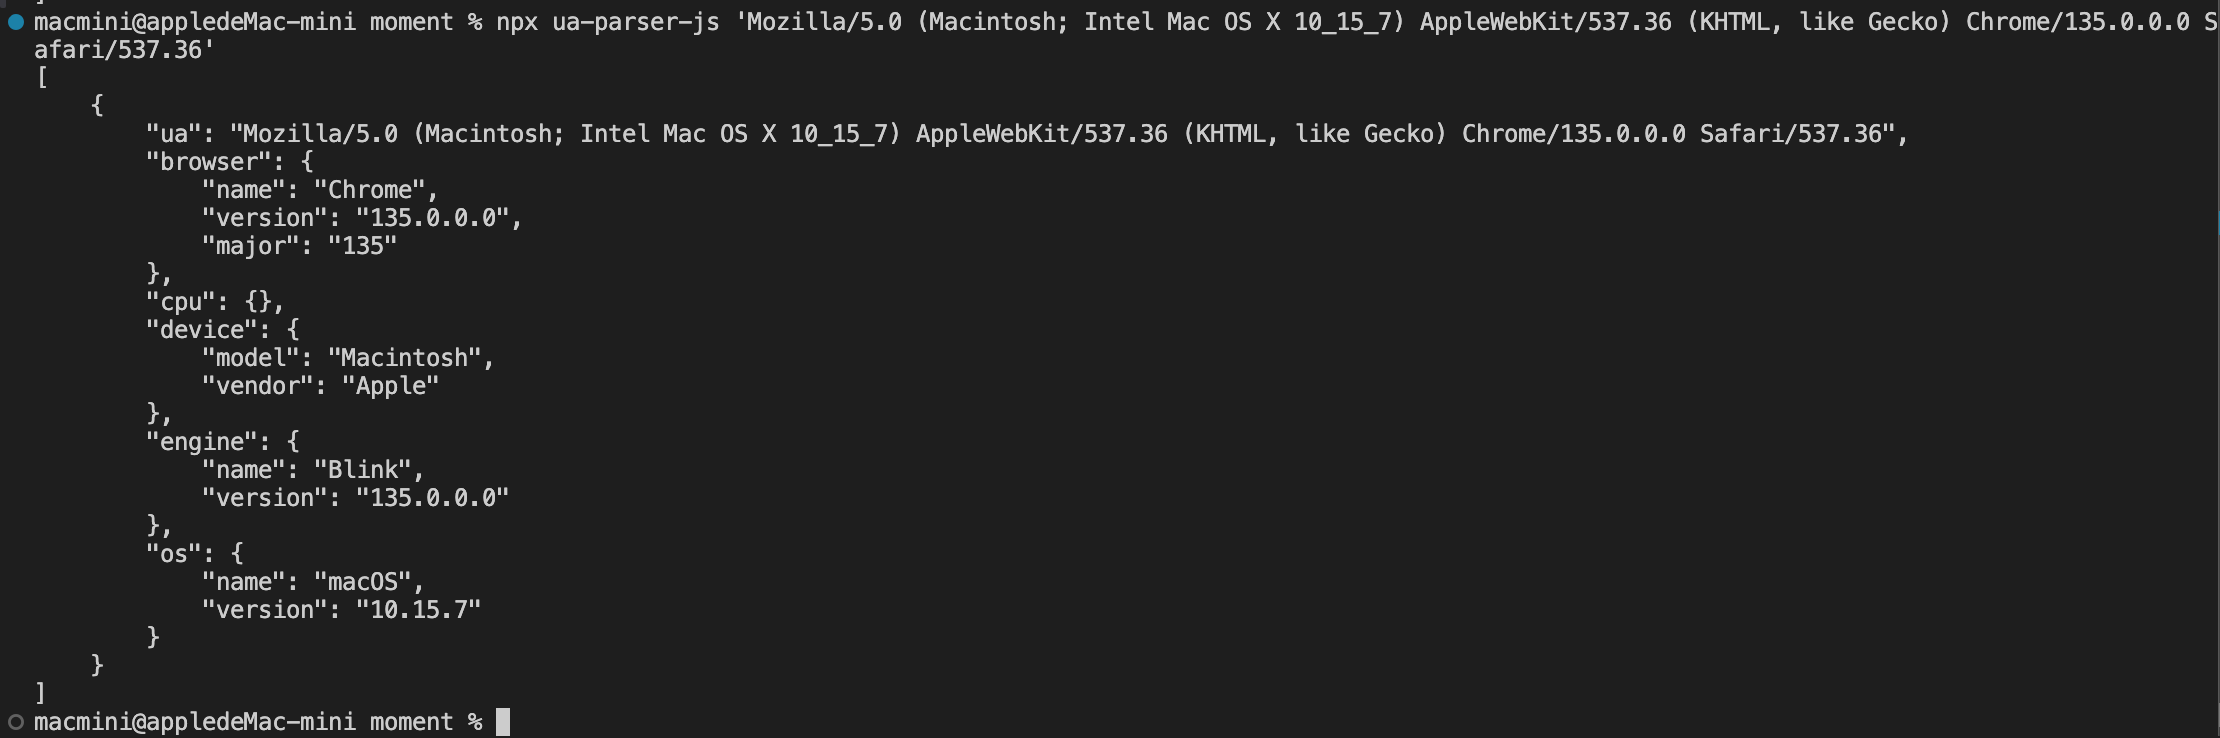 macmini@appledeMac-mini moment % npx ua-parser-js 'Mozilla/5.0 (Macintosh; Intel Mac OS X 10_15_7) AppleWebKit/537.36 (KHTML, like Gecko) Chrome/135.0.0.0 S
afari/537.36'
[
    {
        "ua": "Mozilla/5.0 (Macintosh; Intel Mac OS X 10_15_7) AppleWebKit/537.36 (KHTML, like Gecko) Chrome/135.0.0.0 Safari/537.36",
        "browser": {
            "name": "Chrome",
            "version": "135.0.0.0",
            "major": "135"
        },
        "cpu": {},
        "device": {
            "model": "Macintosh",
            "vendor": "Apple"
        },
        "engine": {
            "name": "Blink",
            "version": "135.0.0.0"
        },
        "os": {
            "name": "macOS",
            "version": "10.15.7"
        }
    }
]
macmini@appledeMac-mini moment %